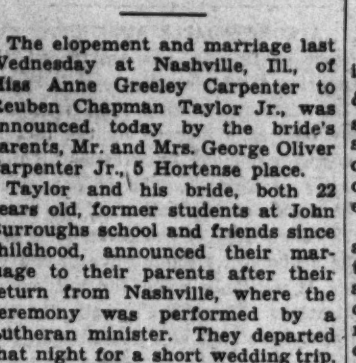 The elopement and marriage last
ednesday at Nashville, Ill., of
iss Anne Greeley Carpenter to
euben Chapman Taylor Jr., was
nnounced today by the bride's
arents, Mr. and Mrs. George Oliver
arpenter Jr., 5 Hortense place.
Taylor and his bride, both 22
ears old, former students at John
urroughs school and friends since
hildhood, announced their mar-
iage to their parents after their
eturn from Nashville, where the
eremony was performed by a
utheran minister. They departed
hat night for a short wedding trip.